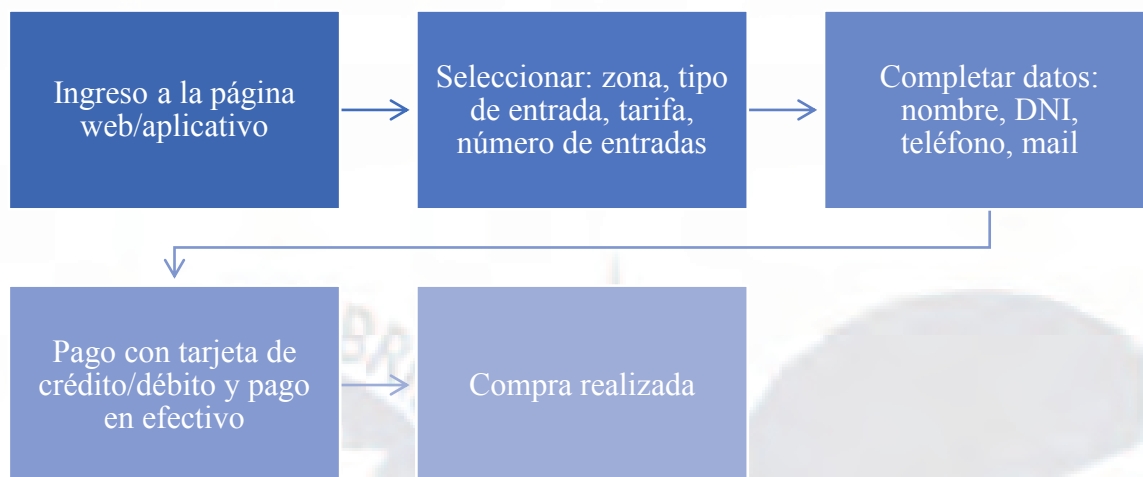 Ingreso a la página
web/aplicativo
Seleccionar: zona, tipo
de entrada, tarifa,
número de entradas
Completar datos:
nombre, DNI,
teléfono, mail
Pago con tarjeta de
crédito/débito y pago
en efectivo
Compra realizada